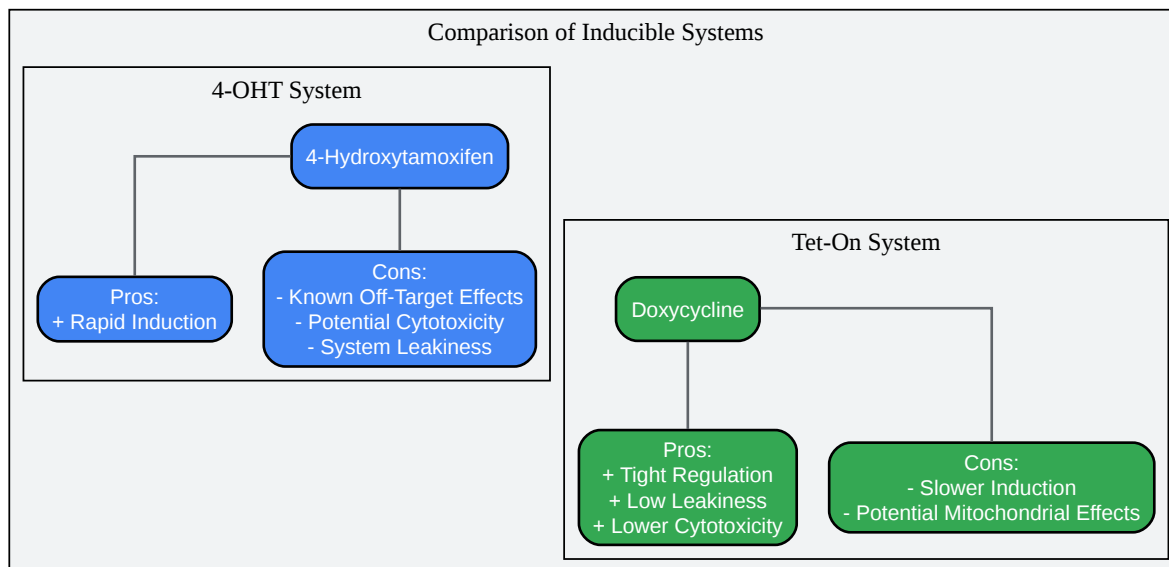 Comparison of Inducible Systems
4-OHT System
4-Hydroxytamoxifen
Pros:
+ Rapid Induction
Cons:
- Known Off-Target Effects
- Potential Cytotoxicity
- System Leakiness
Tet-On System
Doxycycline
Pros:
+ Tight Regulation
+ Low Leakiness
+ Lower Cytotoxicity
Cons:
- Slower Induction
- Potential Mitochondrial Effects